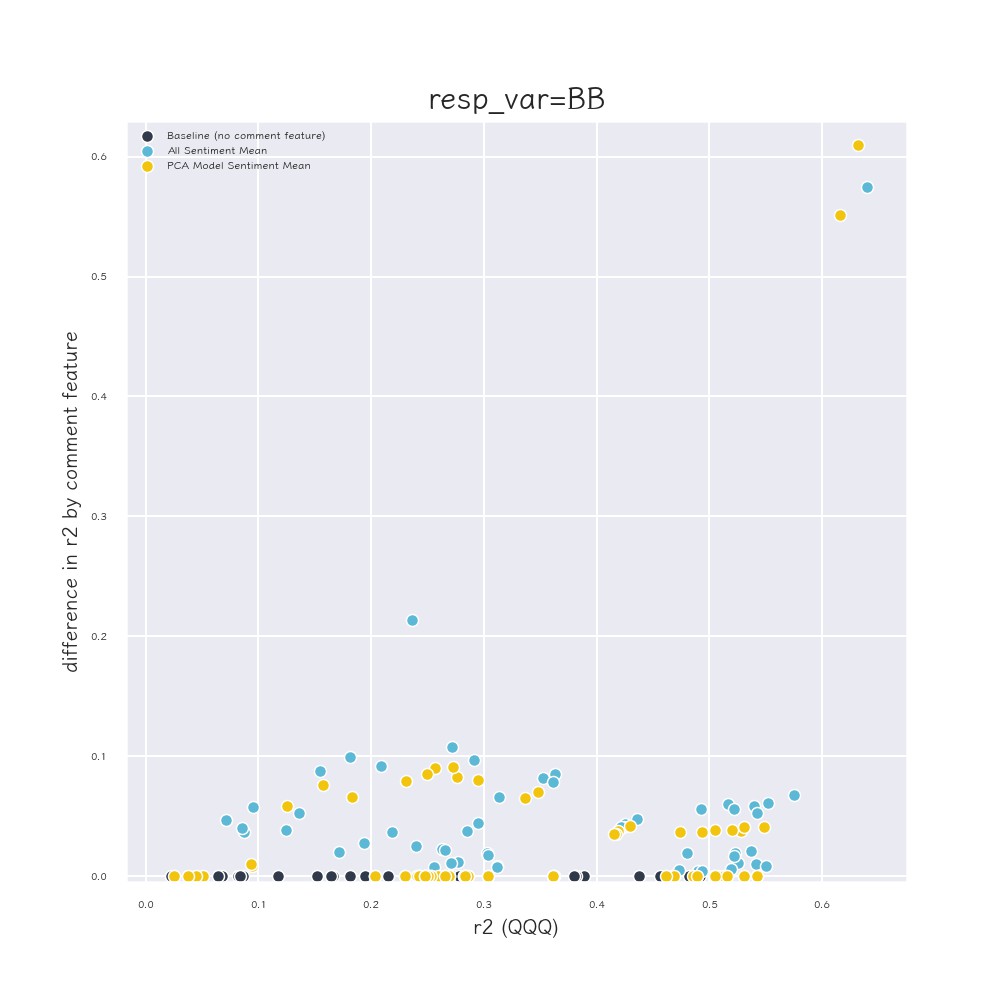 resp_var=BB
Baseline (no comment feature)
All Sentiment Mean
PCA Model Sentiment Mean
difference in r2 by comment feature
0.6
0.5
0.4
0.3
0.2
0.1
0.0
0.0 0.1 0.2 0.3 0.4 0.5 0.6
r2 (QQQ)